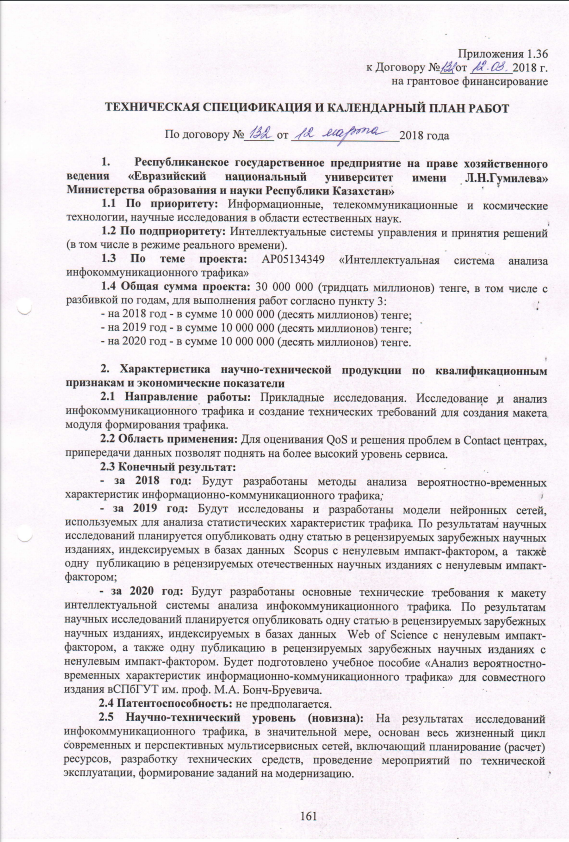 Приложения 1.36
к Договору №132от 12.03. 2018 г.
на грантовое финансирование
ТЕХНИЧЕСКАЯ СПЕЦИФИКАЦИЯ И КАЛЕНДАРНЫЙ ПЛАН РАБОТ
По договору № 132 от 12 марта 2018 года
1. Республиканское государственное предприятие на праве хозяйственного
ведения «Евразийский национальный университет имени Л.Н.Гумилева»
Министерства образования и науки Республики Казахстан»
1.1 По приоритету: Информационные, телекоммуникационные и космические
технологии, научные исследования в области естественных наук.
1.2 По подприоритету: Интеллектуальные системы управления и принятия решений
(в том числе в режиме реального времени).
1.3 По теме проекта: AP05134349 «Интеллектуальная система анализа
инфокоммуникационного трафика»
1.4 Общая сумма проекта: 30 000 000 (тридцать миллионов) тенге, в том числе с
разбивкой по годам, для выполнения работ согласно пункту 3:
- на 2018 год - в сумме 10 000 000 (десять миллионов) тенге;
- на 2019 год - в сумме 10 000 000 (десять миллионов) тенге;
- на 2020 год - в сумме 10 000 000 (десять миллионов) тенге.
2. Характеристика научно-технической продукции по квалификационным
признакам и экономические показатели
2.1 Направление работы: Прикладные исследования. Исследование и анализ
инфокоммуникационного трафика и создание технических требований для создания макета
модуля формирования трафика.
2.2 Область применения: Для оценивания QoS и решения проблем в Contact центрах,
припередачи данных позволят поднять на более высокий уровень сервиса.
2.3 Конечный результат:
- за 2018 год: Будут разработаны методы анализа вероятностно-временных
характеристик информационно-коммуникационного трафика;
- за 2019 год: Будут исследованы и разработаны модели нейронных сетей,
используемых для анализа статистических характеристик трафика. По результатам научных
исследований планируется опубликовать одну статью в рецензируемых зарубежных научных
изданиях, индексируемых в базах данных Scopus с ненулевым импакт-фактором, а также
одну публикацию в рецензируемых отечественных научных изданиях с ненулевым импакт-
фактором;
- за 2020 год: Будут разработаны основные технические требования к макету
интеллектуальной системы анализа инфокоммуникационного трафика. По результатам
научных исследований планируется опубликовать одну статью в рецензируемых зарубежных
научных изданиях, индексируемых в базах данных Web of Science с ненулевым импакт-
фактором, а также одну публикацию в рецензируемых зарубежных научных изданиях с
ненулевым импакт-фактором. Будет подготовлено учебное пособие «Анализ вероятностно-
временных характеристик информационно-коммуникационного трафика» для совместного
издания вСПбГУТ им. проф. М.А. Бонч-Бруевича.
2.4 Патентоспособность: не предполагается.
2.5 Научно-технический уровень (новизна): На результатах исследований
инфокоммуникационного трафика, в значительной мере, основан весь жизненный цикл
современных и перспективных мультисервисных сетей, включающий планирование (расчет)
ресурсов, разработку технических средств, проведение мероприятий по технической
эксплуатации, формирование заданий на модернизацию.
161